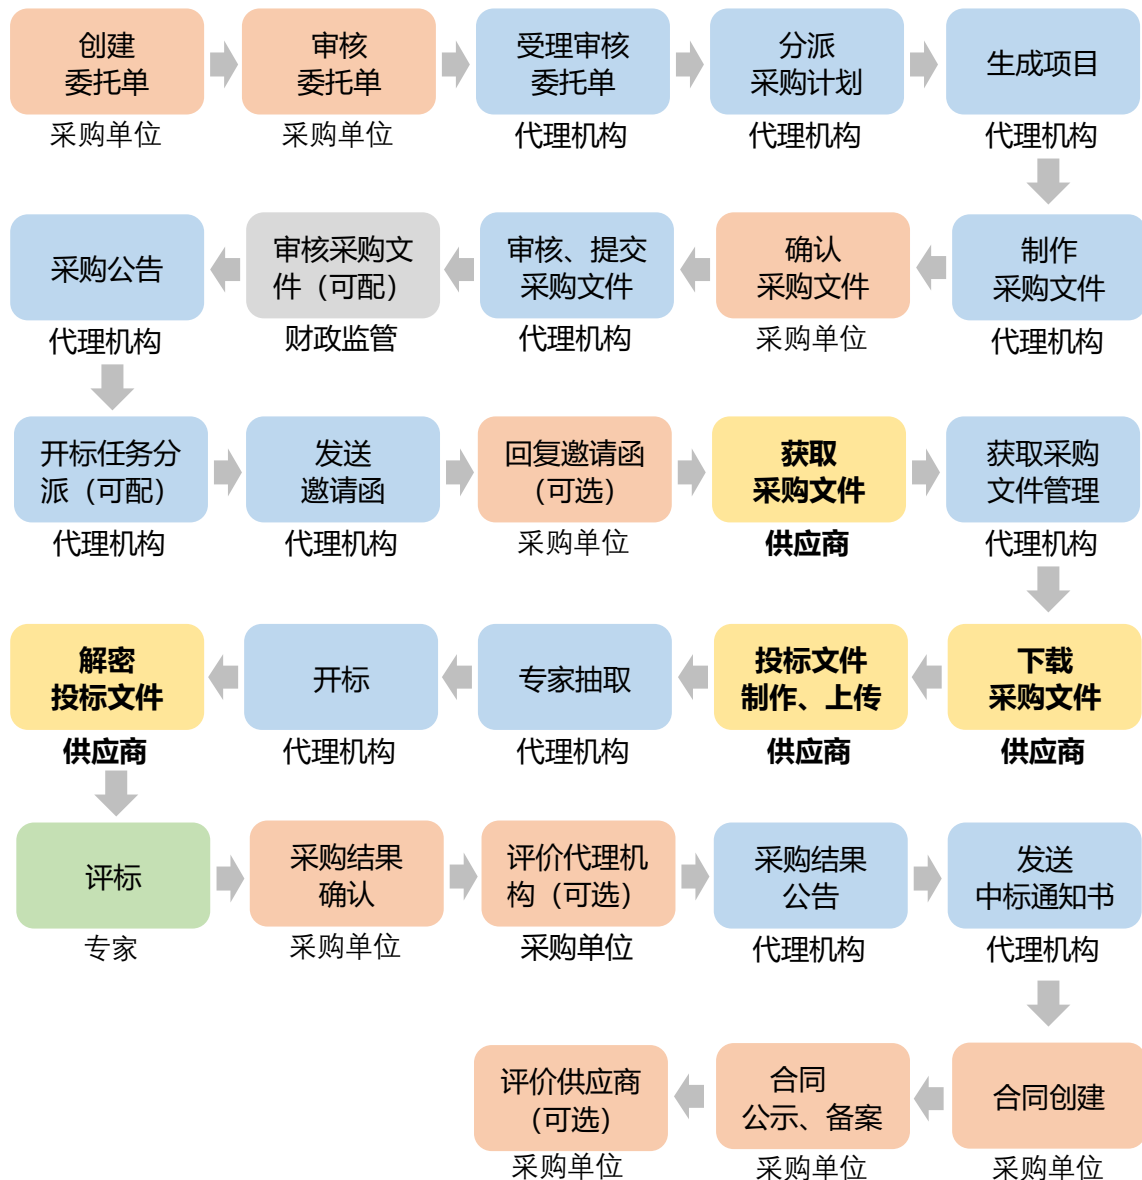 创建
委托单
采购单位
审核
委托单
采购单位
受理审核
委托单
代理机构
分派
采购计划
代理机构
生成项目
代理机构
采购公告
代理机构
审核采购文
件（可配）
财政监管
审核、提交
采购文件
代理机构
确认
采购文件
采购单位
制作
采购文件
代理机构
开标任务分
派（可配）
代理机构
发送
邀请函
代理机构
回复邀请函
（可选）
采购单位
获取
采购文件
供应商
获取采购
文件管理
代理机构
解密
投标文件
供应商
开标
代理机构
专家抽取
代理机构
投标文件
制作、上传
供应商
下载
采购文件
供应商
评标
专家
采购结果
确认
采购单位
评价代理机
构（可选）
采购单位
采购结果
公告
代理机构
发送
中标通知书
代理机构
评价供应商
（可选）
采购单位
合同
公示、备案
采购单位
合同创建
采购单位